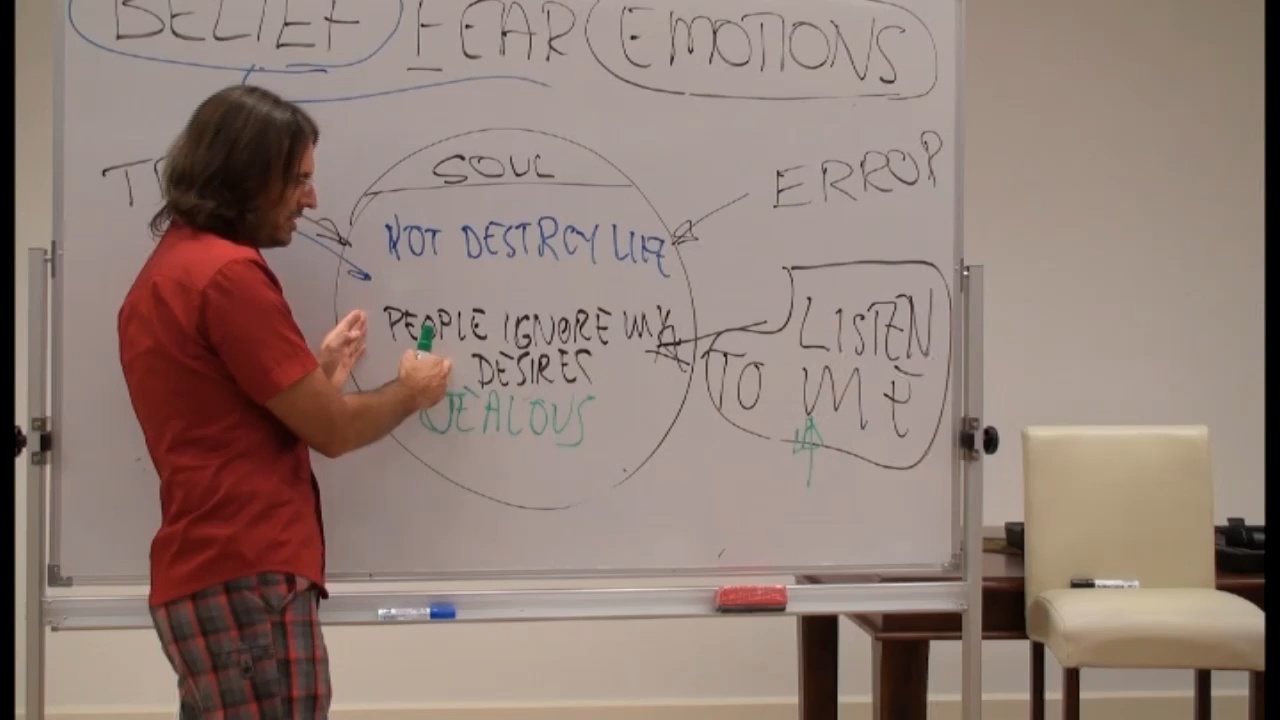 BELIEF FEAR EMOTIONS
SOUL
ERROR
NOT DESTROY LIFE
PEOPLE IGNORE MY
DESIRES
JEALOUS
LISTEN
TO ME